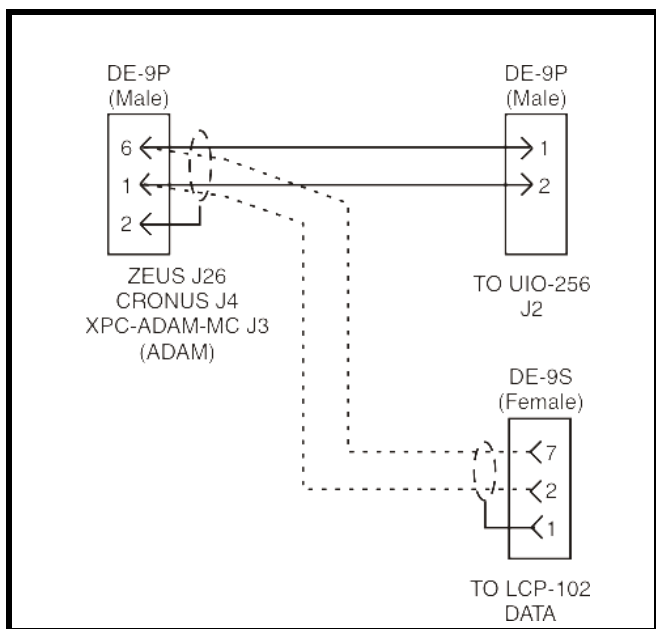 DE-9P
(Male)
6
1
2
ZEUS J26
CRONUS J4
XPC-ADAM-MC J3
(ADAM)
DE-9P
(Male)
1
2
TO UIO-256
J2
DE-9S
(Female)
7
2
1
TO LCP-102
DATA